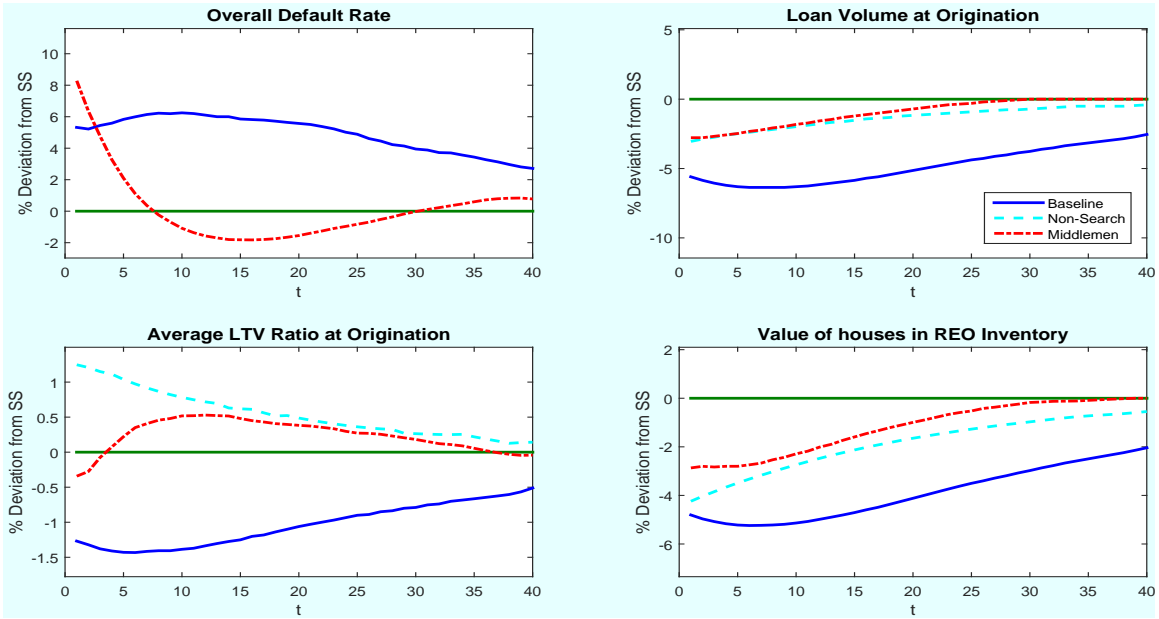 Overall Default Rate
% Deviation from SS
10
8
6
4
2
0
-2
0 5 10 15 20 25 30 35 40
t
Loan Volume at Origination
% Deviation from SS
5
0
-5
-10
Baseline
Non-Search
Middlemen
0 5 10 15 20 25 30 35 40
t
Average LTV Ratio at Origination
% Deviation from SS
1
0.5
0
-0.5
-1
-1.5
0 5 10 15 20 25 30 35 40
t
Value of houses in REO Inventory
% Deviation from SS
2
0
-2
-4
-6
0 5 10 15 20 25 30 35 40
t